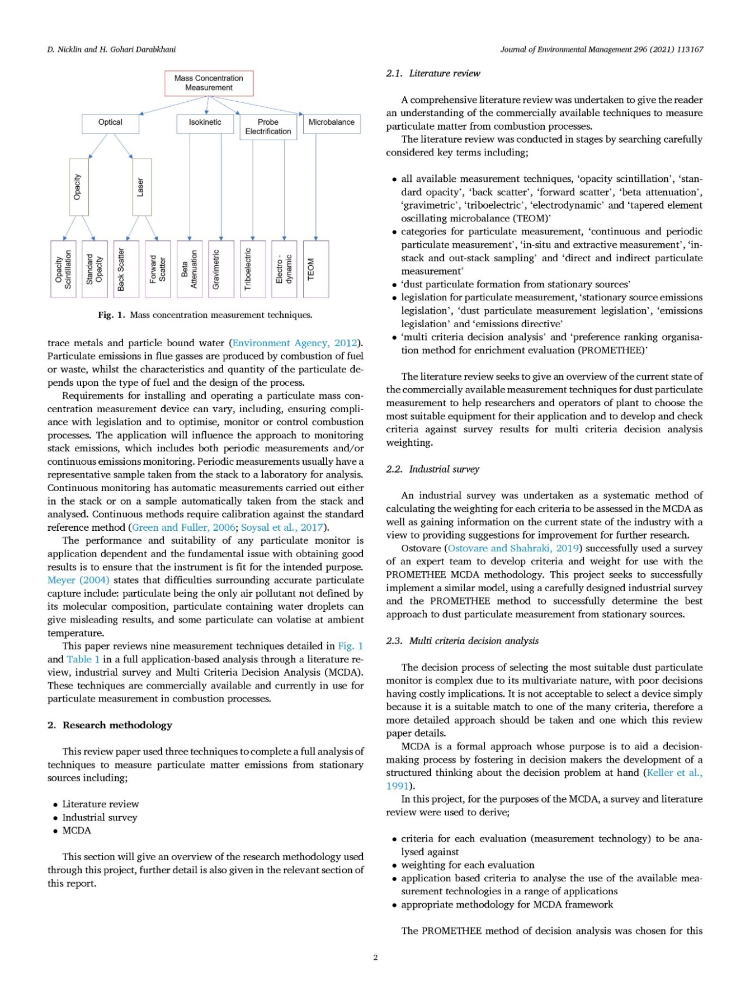 D. Nicklin and H. Gohari Darabkhani
Journal of Environmental Management 296 (2021) 113167
Mass Concentration
Measurement
Optical
Isokinetic
Probe
Electrification
Microbalance
Opacity
Laser
Opacity
Scintillation
Standard
Opacity
Back Scatter
Forward
Scatter
Beta
Attenuation
Gravimetric
Triboelectric
Electro -
dynamic
TEOM
Fig. 1. Mass concentration measurement techniques.
trace metals and particle bound water (Environment Agency, 2012).
Particulate emissions in flue gasses are produced by combustion of fuel
or waste, whilst the characteristics and quantity of the particulate de-
pends upon the type of fuel and the design of the process.
Requirements for installing and operating a particulate mass con-
centration measurement device can vary, including, ensuring compli-
ance with legislation and to optimise, monitor or control combustion
processes. The application will influence the approach to monitoring
stack emissions, which includes both periodic measurements and/or
continuous emissions monitoring. Periodic measurements usually have a
representative sample taken from the stack to a laboratory for analysis.
Continuous monitoring has automatic measurements carried out either
in the stack or on a sample automatically taken from the stack and
analysed. Continuous methods require calibration against the standard
reference method (Green and Fuller, 2006; Soysal et al., 2017).
The performance and suitability of any particulate monitor is
application dependent and the fundamental issue with obtaining good
results is to ensure that the instrument is fit for the intended purpose.
Meyer (2004) states that difficulties surrounding accurate particulate
capture include: particulate being the only air pollutant not defined by
its molecular composition, particulate containing water droplets can
give misleading results, and some particulate can volatise at ambient
temperature.
This paper reviews nine measurement techniques detailed in Fig. 1
and Table 1 in a full application-based analysis through a literature re-
view, industrial survey and Multi Criteria Decision Analysis (MCDA).
These techniques are commercially available and currently in use for
particulate measurement in combustion processes.
2. Research methodology
This review paper used three techniques to complete a full analysis of
techniques to measure particulate matter emissions from stationary
sources including;
• Literature review
• Industrial survey
• MCDA
This section will give an overview of the research methodology used
through this project, further detail is also given in the relevant section of
this report.
2.1. Literature review
A comprehensive literature review was undertaken to give the reader
an understanding of the commercially available techniques to measure
particulate matter from combustion processes.
The literature review was conducted in stages by searching carefully
considered key terms including;
• all available measurement techniques, ‘opacity scintillation’, ‘stan-
dard opacity’, ‘back scatter’, ‘forward scatter’, ‘beta attenuation’,
‘gravimetric’, ‘triboelectric’, ‘electrodynamic’ and ‘tapered element
oscillating microbalance (TEOM)’
• categories for particulate measurement, ‘continuous and periodic
particulate measurement’, ‘in-situ and extractive measurement’, ‘in-
stack and out-stack sampling’ and ‘direct and indirect particulate
measurement’
• ‘dust particulate formation from stationary sources’
• legislation for particulate measurement, ‘stationary source emissions
legislation’, ‘dust particulate measurement legislation’, ‘emissions
legislation’ and ‘emissions directive’
• ‘multi criteria decision analysis’ and ‘preference ranking organisa-
tion method for enrichment evaluation (PROMETHEE)’
The literature review seeks to give an overview of the current state of
the commercially available measurement techniques for dust particulate
measurement to help researchers and operators of plant to choose the
most suitable equipment for their application and to develop and check
criteria against survey results for multi criteria decision analysis
weighting.
2.2. Industrial survey
An industrial survey was undertaken as a systematic method of
calculating the weighting for each criteria to be assessed in the MCDA as
well as gaining information on the current state of the industry with a
view to providing suggestions for improvement for further research.
Ostovare (Ostovare and Shahraki, 2019) successfully used a survey
of an expert team to develop criteria and weight for use with the
PROMETHEE MCDA methodology. This project seeks to successfully
implement a similar model, using a carefully designed industrial survey
and the PROMETHEE method to successfully determine the best
approach to dust particulate measurement from stationary sources.
2.3. Multi criteria decision analysis
The decision process of selecting the most suitable dust particulate
monitor is complex due to its multivariate nature, with poor decisions
having costly implications. It is not acceptable to select a device simply
because it is a suitable match to one of the many criteria, therefore a
more detailed approach should be taken and one which this review
paper details.
MCDA is a formal approach whose purpose is to aid a decision-
making process by fostering in decision makers the development of a
structured thinking about the decision problem at hand (Keller et al.,
1991).
In this project, for the purposes of the MCDA, a survey and literature
review were used to derive;
• criteria for each evaluation (measurement technology) to be ana-
lysed against
• weighting for each evaluation
• application based criteria to analyse the use of the available mea-
surement technologies in a range of applications
• appropriate methodology for MCDA framework
The PROMETHEE method of decision analysis was chosen for this
2